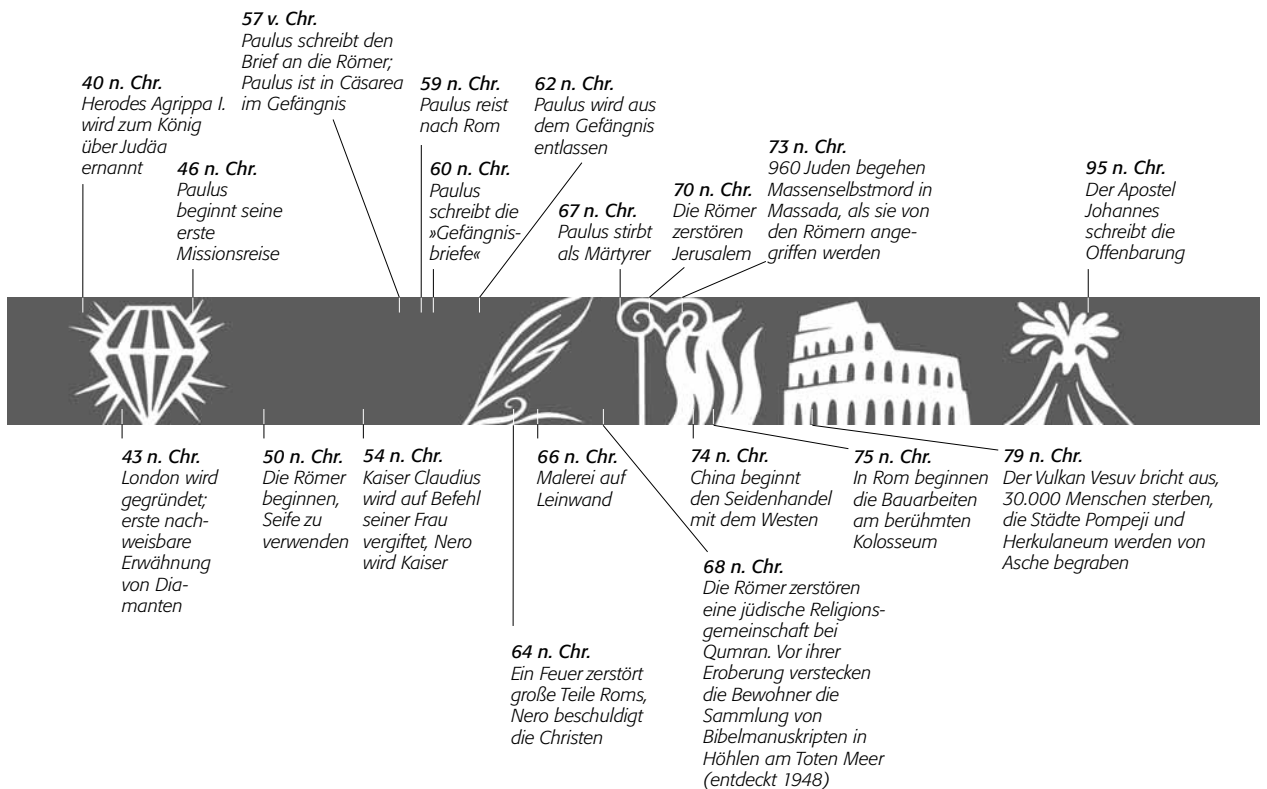 57 v. Chr.
Paulus schreibt den
Brief an die Römer;
Paulus ist in Cäsarea
im Gefängnis
40 n. Chr.
Herodes Agrippa I.
wird zum König
über Judäa
ernannt
59 n. Chr.
Paulus reist
nach Rom
62 n. Chr.
Paulus wird aus
dem Gefängnis
entlassen
46 n. Chr.
Paulus
beginnt seine
erste
Missionsreise
60 n. Chr.
Paulus
schreibt die
»Gefängnis-
briefe«
67 n. Chr.
Paulus stirbt
als Märtyrer
70 n. Chr.
Die Römer
zerstören
Jerusalem
73 n. Chr.
960 Juden begehen
Massenselbstmord in
Massada, als sie von
den Römern ange-
griffen werden
95 n. Chr.
Der Apostel
Johannes
schreibt die
Offenbarung
43 n. Chr.
London wird
gegründet;
erste nach-
weisbare
Erwähnung
von Dia-
manten
50 n. Chr.
Die Römer
beginnen,
Seife zu
verwenden
54 n. Chr.
Kaiser Claudius
wird auf Befehl
seiner Frau
vergiftet, Nero
wird Kaiser
64 n. Chr.
Ein Feuer zerstört
große Teile Roms,
Nero beschuldigt
die Christen
66 n. Chr.
Malerei auf
Leinwand
68 n. Chr.
Die Römer zerstören
eine jüdische Religions-
gemeinschaft bei
Qumran. Vor ihrer
Eroberung verstecken
die Bewohner die
Sammlung von
Bibelmanuskripten in
Höhlen am Toten Meer
(entdeckt 1948)
74 n. Chr.
China beginnt
den Seidenhandel
mit dem Westen
75 n. Chr.
In Rom beginnen
die Bauarbeiten
am berühmten
Kolosseum
79 n. Chr.
Der Vulkan Vesuv bricht aus,
30.000 Menschen sterben,
die Städte Pompeji und
Herkulaneum werden von
Asche begraben